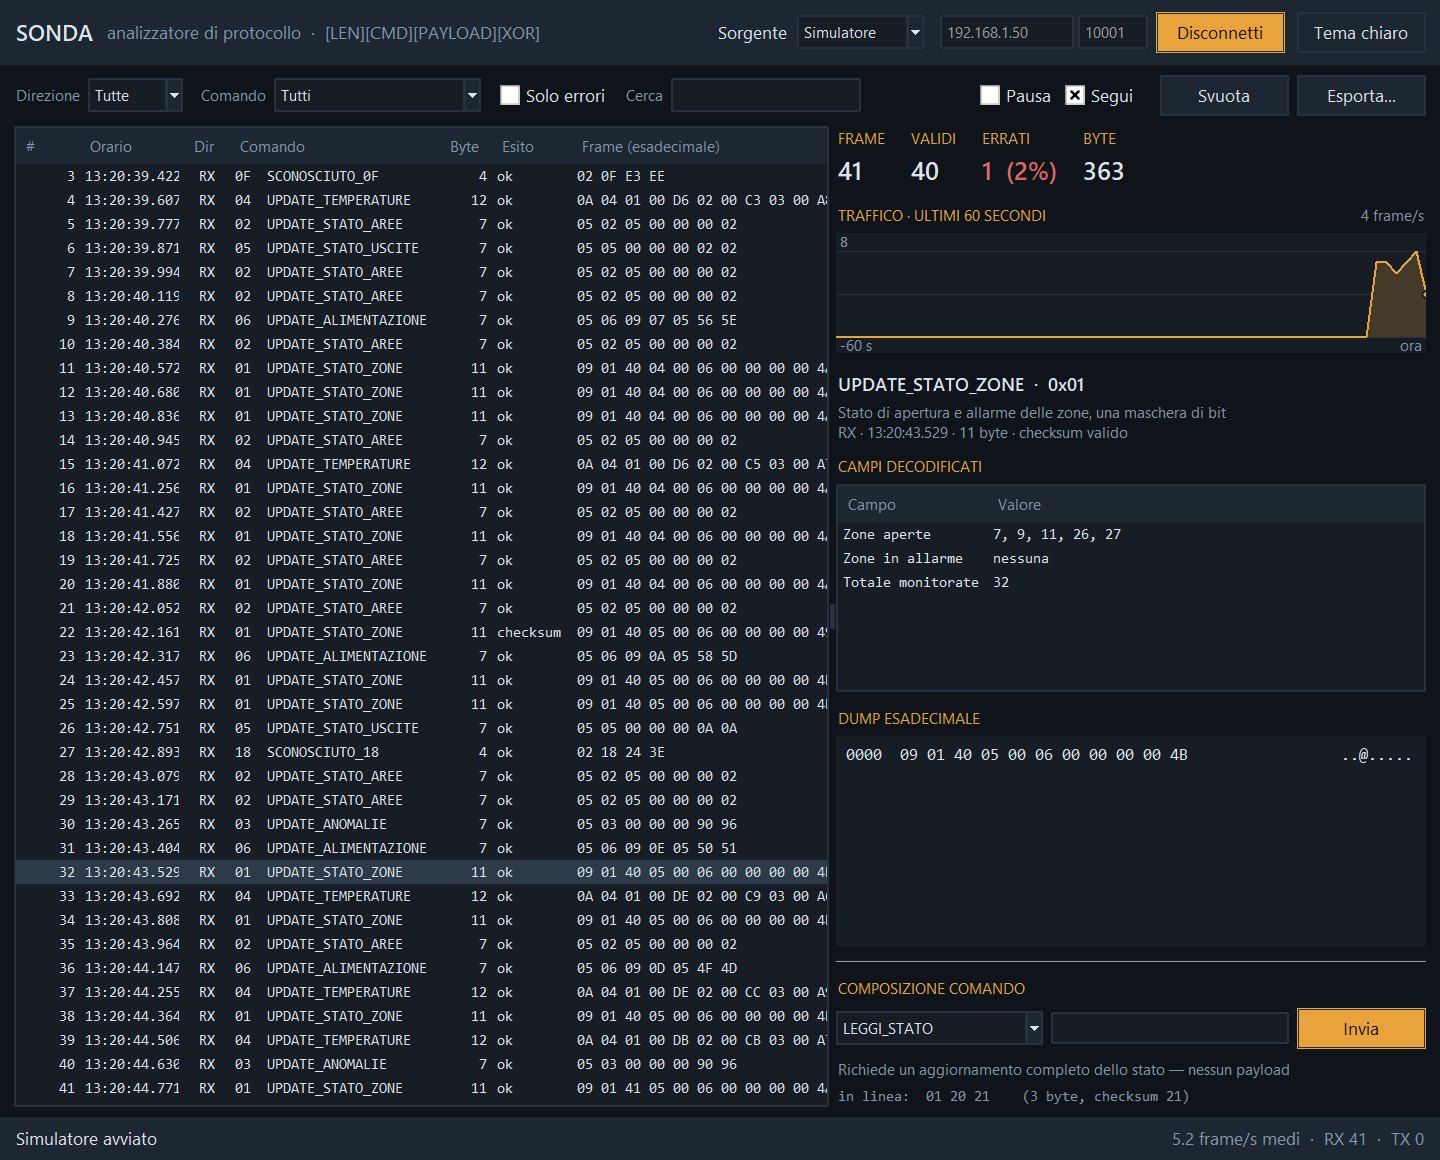 SONDA analizzatore di protocollo · [LEN][CMD][PAYLOAD][XOR] Sorgente Simulatore 192.168.1.50 10001 Disconnetti Tema chiaro
Direzione Tutte Comando Tutti Solo errori Cerca Pausa Segui Svuota Esporta...
# Orario Dir Comando Byte Esito Frame (esadecimale)
3 13:20:39.422 RX 0F SCONOSCIUTO_0F 4 ok 02 0F E3 EE
4 13:20:39.607 RX 04 UPDATE_TEMPERATURE 12 ok 0A 04 01 00 D6 02 00 C3 03 00
5 13:20:39.777 RX 02 UPDATE_STATO_AREE 7 ok 05 02 05 00 00 00 02
6 13:20:39.871 RX 05 UPDATE_STATO_USCITE 7 ok 05 05 00 00 00 02 02
7 13:20:39.994 RX 02 UPDATE_STATO_AREE 7 ok 05 02 05 00 00 00 02
8 13:20:40.119 RX 02 UPDATE_STATO_AREE 7 ok 05 02 05 00 00 00 02
9 13:20:40.276 RX 06 UPDATE_ALIMENTAZIONE 7 ok 05 06 09 07 05 56 5E
10 13:20:40.384 RX 02 UPDATE_STATO_AREE 7 ok 05 02 05 00 00 00 02
11 13:20:40.572 RX 01 UPDATE_STATO_ZONE 11 ok 09 01 40 04 00 06 00 00 00 00
12 13:20:40.680 RX 01 UPDATE_STATO_ZONE 11 ok 09 01 40 04 00 06 00 00 00 00
13 13:20:40.836 RX 01 UPDATE_STATO_ZONE 11 ok 09 01 40 04 00 06 00 00 00 00
14 13:20:40.945 RX 02 UPDATE_STATO_AREE 7 ok 05 02 05 00 00 00 02
15 13:20:41.072 RX 04 UPDATE_TEMPERATURE 12 ok 0A 04 01 00 D6 02 00 C5 03 00
16 13:20:41.256 RX 01 UPDATE_STATO_ZONE 11 ok 09 01 40 04 00 06 00 00 00 00
17 13:20:41.427 RX 02 UPDATE_STATO_AREE 7 ok 05 02 05 00 00 00 02
18 13:20:41.556 RX 01 UPDATE_STATO_ZONE 11 ok 09 01 40 04 00 06 00 00 00 00
19 13:20:41.725 RX 02 UPDATE_STATO_AREE 7 ok 05 02 05 00 00 00 02
20 13:20:41.880 RX 01 UPDATE_STATO_ZONE 11 ok 09 01 40 04 00 06 00 00 00 00
21 13:20:42.052 RX 02 UPDATE_STATO_AREE 7 ok 05 02 05 00 00 00 02
22 13:20:42.161 RX 01 UPDATE_STATO_ZONE 11 checksum 09 01 40 05 00 06 00 00 00 00
23 13:20:42.317 RX 06 UPDATE_ALIMENTAZIONE 7 ok 05 06 09 0A 05 58 5D
24 13:20:42.457 RX 01 UPDATE_STATO_ZONE 11 ok 09 01 40 05 00 06 00 00 00 00
25 13:20:42.597 RX 01 UPDATE_STATO_ZONE 11 ok 09 01 40 05 00 06 00 00 00 00
26 13:20:42.751 RX 05 UPDATE_STATO_USCITE 7 ok 05 05 00 00 00 0A 0A
27 13:20:42.893 RX 18 SCONOSCIUTO_18 4 ok 02 18 24 3E
28 13:20:43.079 RX 02 UPDATE_STATO_AREE 7 ok 05 02 05 00 00 00 02
29 13:20:43.171 RX 02 UPDATE_STATO_AREE 7 ok 05 02 05 00 00 00 02
30 13:20:43.265 RX 03 UPDATE_ANOMALIE 7 ok 05 03 00 00 00 90 96
31 13:20:43.404 RX 06 UPDATE_ALIMENTAZIONE 7 ok 05 06 09 0E 05 50 51
32 13:20:43.529 RX 01 UPDATE_STATO_ZONE 11 ok 09 01 40 05 00 06 00 00 00 00
33 13:20:43.692 RX 04 UPDATE_TEMPERATURE 12 ok 0A 04 01 00 DE 02 00 C9 03 00
34 13:20:43.808 RX 01 UPDATE_STATO_ZONE 11 ok 09 01 40 05 00 06 00 00 00 00
35 13:20:43.964 RX 02 UPDATE_STATO_AREE 7 ok 05 02 05 00 00 00 02
36 13:20:44.147 RX 06 UPDATE_ALIMENTAZIONE 7 ok 05 06 09 0D 05 4F 4D
37 13:20:44.255 RX 04 UPDATE_TEMPERATURE 12 ok 0A 04 01 00 DE 02 00 CC 03 00
38 13:20:44.364 RX 01 UPDATE_STATO_ZONE 11 ok 09 01 40 05 00 06 00 00 00 00
39 13:20:44.506 RX 04 UPDATE_TEMPERATURE 12 ok 0A 04 01 00 DB 02 00 CB 03 00
40 13:20:44.630 RX 03 UPDATE_ANOMALIE 7 ok 05 03 00 00 00 90 96
41 13:20:44.771 RX 01 UPDATE_STATO_ZONE 11 ok 09 01 41 05 00 06 00 00 00 00
FRAME VALIDI ERRATI BYTE
41 40 1 (2%) 363
TRAFFICO · ULTIMI 60 SECONDI 4 frame/s
8
-60 s ora
UPDATE_STATO_ZONE · 0x01
Stato di apertura e allarme delle zone, una maschera di bit
RX · 13:20:43.529 · 11 byte · checksum valido
CAMPI DECODIFICATI
Campo Valore
Zone aperte 7, 9, 11, 26, 27
Zone in allarme nessuna
Totale monitorate 32
DUMP ESADECIMALE
0000 09 01 40 05 00 06 00 00 00 00 4B ..@.....
COMPOSIZIONE COMANDO
LEGGI_STATO Invia
Richiede un aggiornamento completo dello stato — nessun payload
in linea: 01 20 21 (3 byte, checksum 21)
Simulatore avviato 5.2 frame/s medi · RX 41 · TX 0